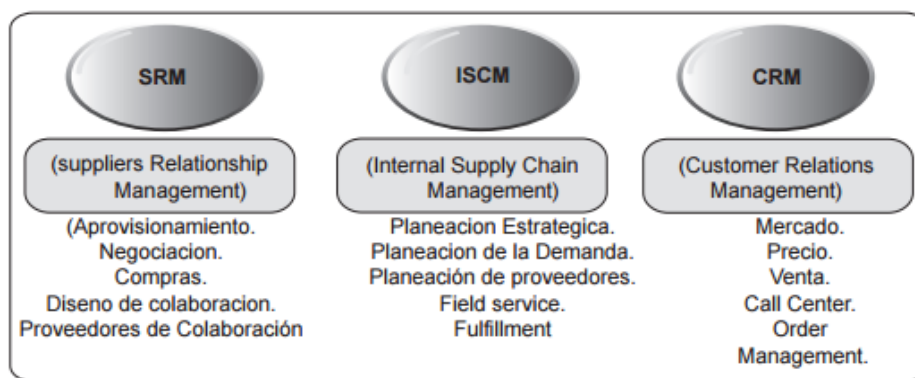 SRM
(suppliers Relationship
Management)
(Aprovisionamiento.
Negociacion.
Compras.
Diseno de colaboracion.
Proveedores de Colaboración
ISCM
(Internal Supply Chain
Management)
Planeacion Estrategica.
Planeacion de la Demanda.
Planeación de proveedores.
Field service.
Fulfillment
CRM
(Customer Relations
Management)
Mercado.
Precio.
Venta.
Call Center.
Order
Management.